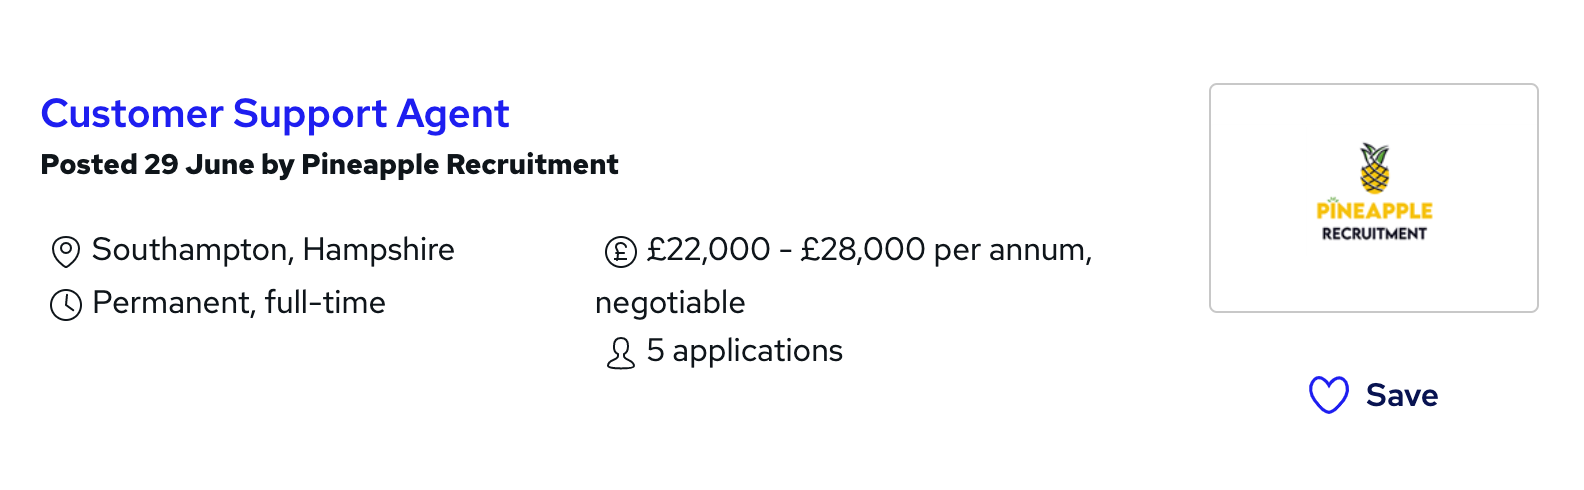 Customer Support Agent
Posted 29 June by Pineapple Recruitment
Southampton, Hampshire
Permanent, full-time
£22,000 - £28,000 per annum,
negotiable
5 applications
PINEAPPLE
RECRUITMENT
Save